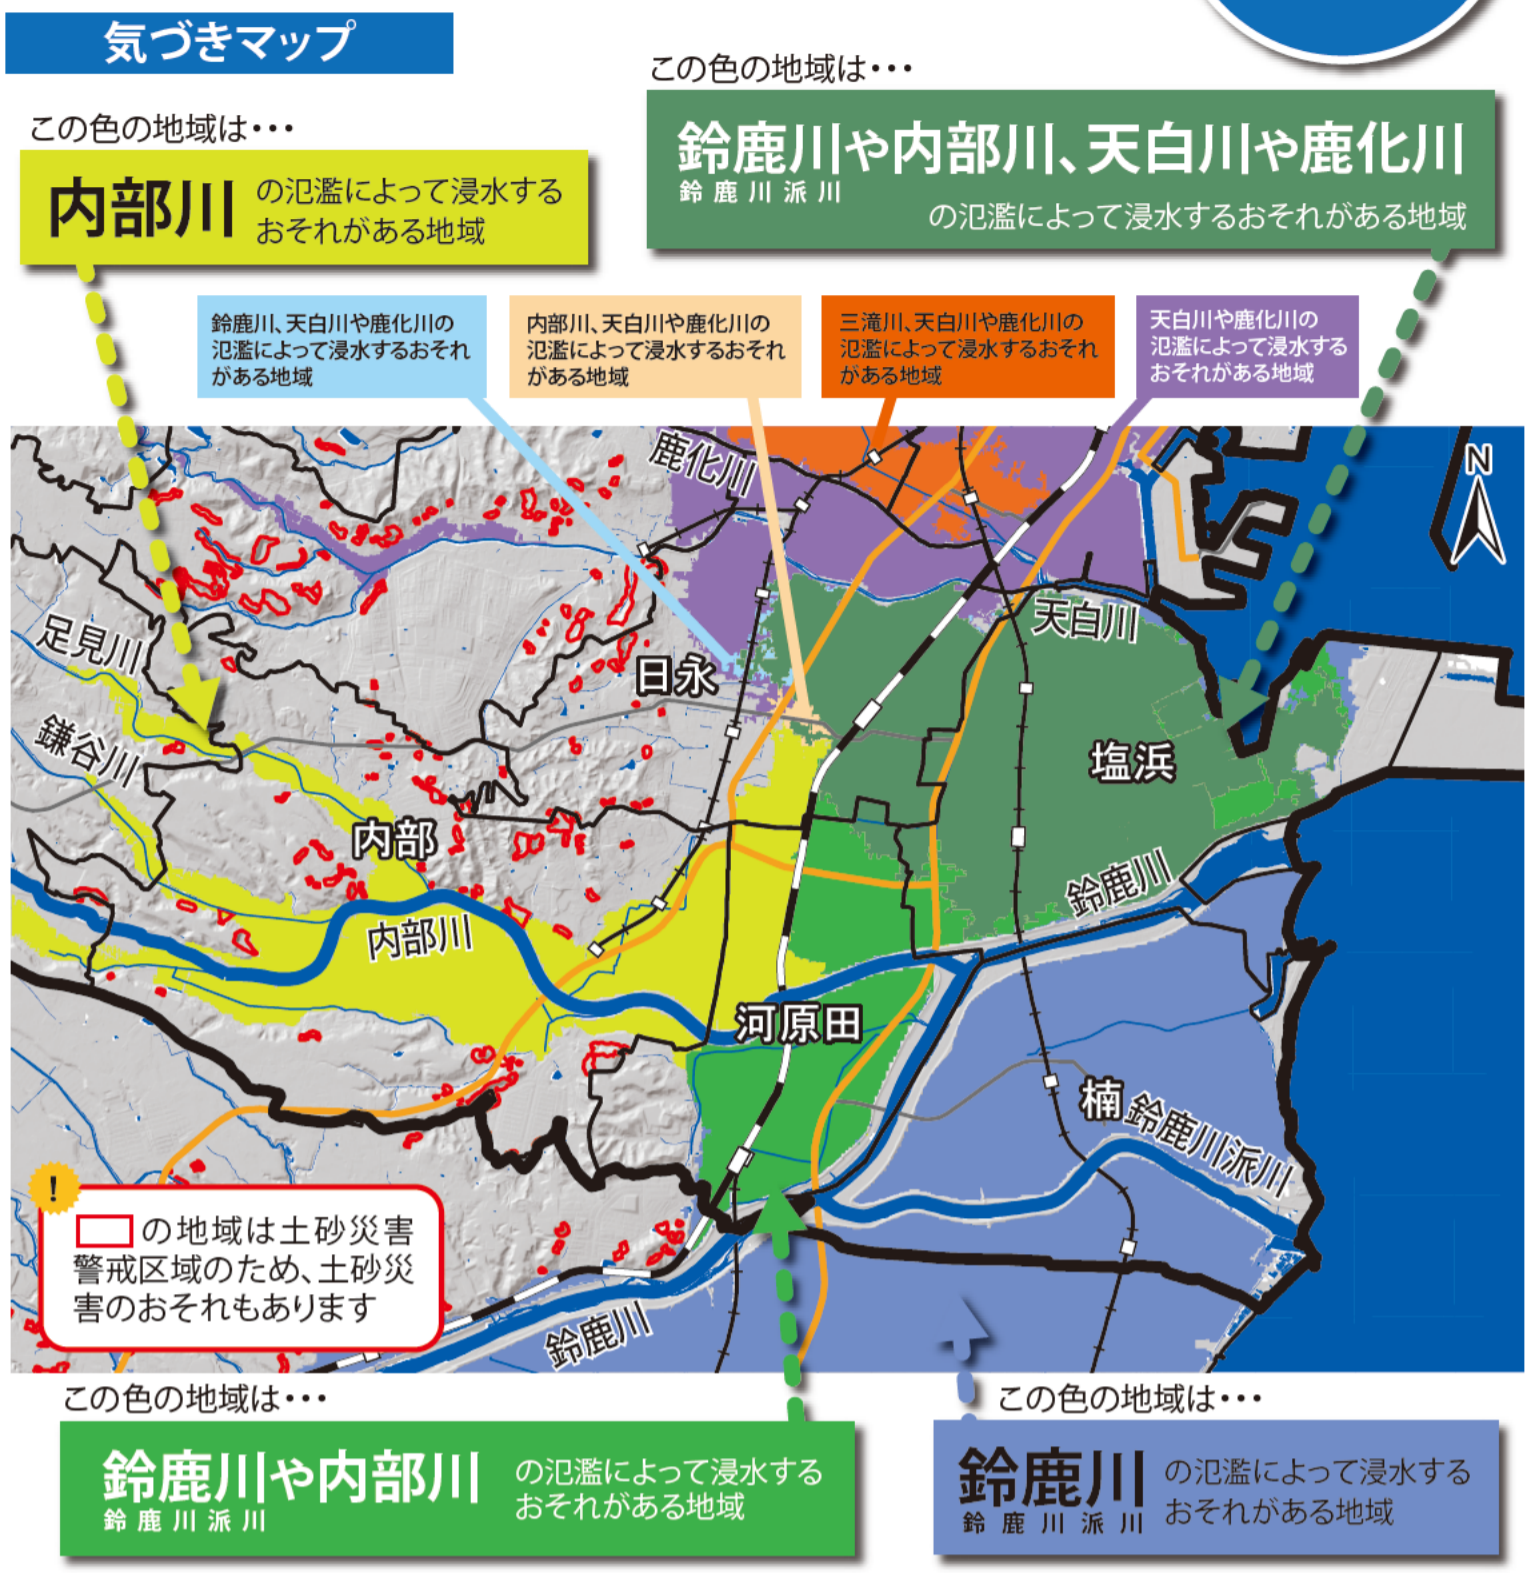 気づきマップ
この色の地域は・・・
内部川
の氾濫によって浸水する
おそれがある地域
この色の地域は・・・
鈴鹿川や内部川、天白川や鹿化川
鈴鹿川派川
の氾濫によって浸水するおそれがある地域
鈴鹿川、天白川や鹿化川の
氾濫によって浸水するおそれ
がある地域
内部川、天白川や鹿化川の
氾濫によって浸水するおそれ
がある地域
三滝川、天白川や鹿化川の
氾濫によって浸水するおそれ
がある地域
天白川や鹿化川の
氾濫によって浸水する
おそれがある地域
鹿化川
N
足見川
天白川
日永
鎌谷川
塩浜
内部
鈴鹿川
内部川
河原田
楠
鈴鹿川派川
!
の地域は土砂災害
警戒区域のため、土砂災
害のおそれもあります
鈴鹿川
この色の地域は・・・
鈴鹿川や内部川
鈴鹿川派川
の氾濫によって浸水する
おそれがある地域
この色の地域は・・・
鈴鹿川
鈴鹿川派川
の氾濫によって浸水する
おそれがある地域